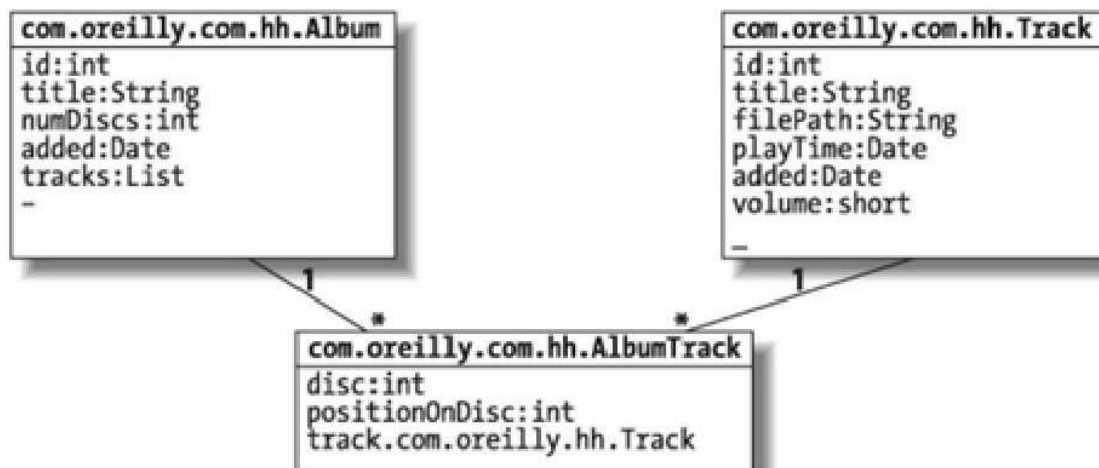 com.oreilly.com.hh.Album
id:int
title:String
numDiscs:int
added:Date
tracks:List
–
com.oreilly.com.hh.Track
id:int
title:String
filePath:String
playTime:Date
added:Date
volume:short
–
1
1
*
*
com.oreilly.com.hh.AlbumTrack
disc:int
positionOnDisc:int
track.com.oreilly.hh.Track